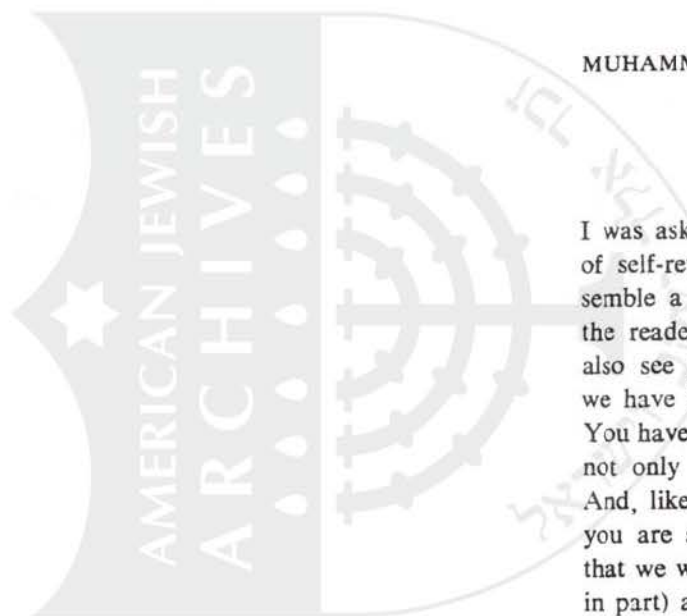 AMERICAN JEWISH
ARCHIVES
MUHAMM
I was ask
of self-re
semble a
the reade
also see
we have
You have
not only
And, like
you are
that we w
in part) a